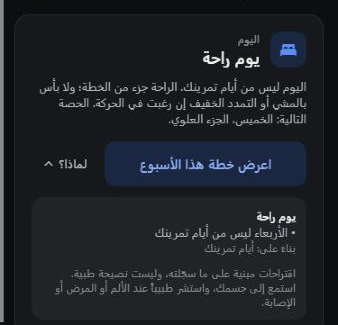 اليوم
يوم راحة
اليوم ليس من أيام تمرينك. الراحة جزء من الخطة؛ ولا بأس
بالمشي أو التمدد الخفيف إن رغبت في الحركة. الحصة
التالية: الخميس، الجزء العلوي.
اعرض خطة هذا الأسبوع
لماذا؟
يوم راحة
• الأربعاء ليس من أيام تمرينك
بناءً على: أيام تمرينك
اقتراحات مبنية على ما سجّلته، وليست نصيحة طبية.
استمع إلى جسمك، واستشر طبيباً عند الألم أو المرض أو
الإصابة.